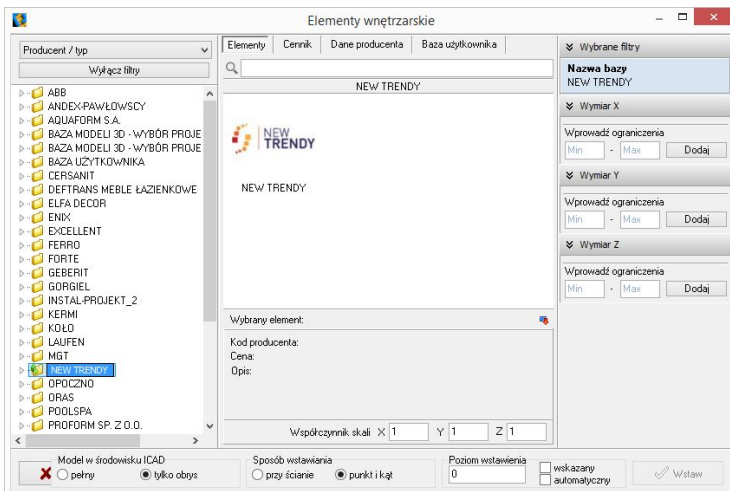 Elementy wnętrzarskie
Producent / typ
Wyłącz filtry
ABB
ANDEX-PAWŁOWSCY
AQUAFORM S.A.
BAZA MODELI 3D - WYBÓR PROJE
BAZA MODELI 3D - WYBÓR PROJE
BAZA UŻYTKOWNIKA
CERSANIT
DEFTRANS MEBLE ŁAZIENKOWE
ELFA DECOR
ENIX
EXCELLENT
FERRO
FORTE
GEBERIT
GORGIEL
INSTAL-PROJEKT_2
KERMI
KOŁO
LAUFEN
MGT
NEW TRENDY
OPOCZNO
ORAS
POOLSPA
PROFORM SP. Z O.O.
Elementy Cennik Dane producenta Baza użytkownika
NEW TRENDY
NEW
TRENDY
NEW TRENDY
Wybrany element:
Kod producenta:
Cena:
Opis:
Współczynnik skali X 1 Y 1 Z 1
Wybrane filtry
Nazwa bazy
NEW TRENDY
Wymiar X
Wprowadź ograniczenia
Min - Max Dodaj
Wymiar Y
Wprowadź ograniczenia
Min - Max Dodaj
Wymiar Z
Wprowadź ograniczenia
Min - Max Dodaj
Model w środowisku ICAD
pełny tylko obrys
Sposób wstawiania
przy ścianie punkt i kąt
Poziom wstawienia
0
wskazany
automatyczny
Wstaw